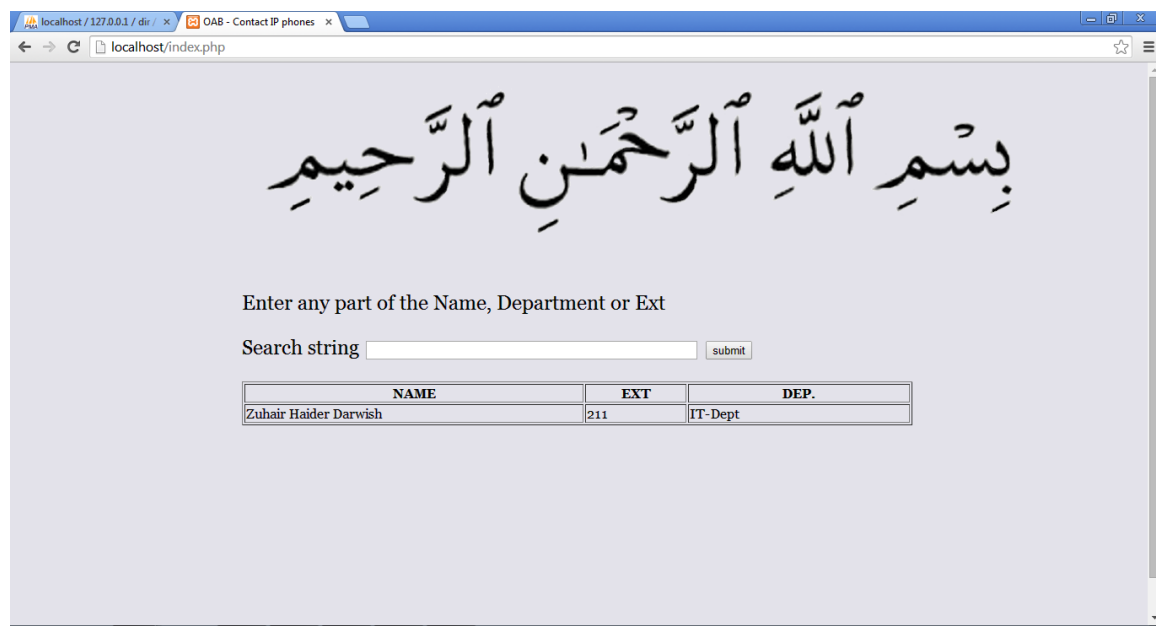 localhost / 127.0.0.1 / dir /
OAB - Contact IP phones
localhost/index.php
بِسْمِ ٱللَّهِ ٱلرَّحْمَـٰنِ ٱلرَّحِيمِ
Enter any part of the Name, Department or Ext
Search string submit
NAME EXT DEP.
Zuhair Haider Darwish 211 IT-Dept